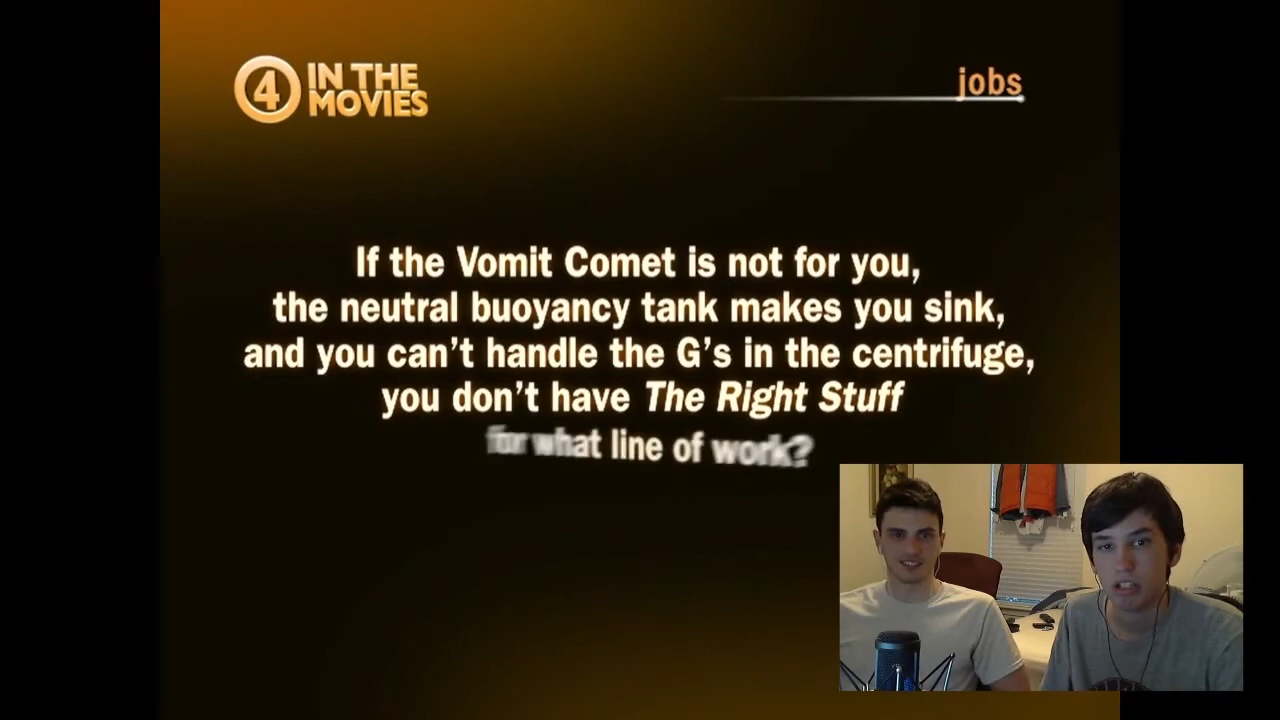 4 IN THE MOVIES
jobs
If the Vomit Comet is not for you,
the neutral buoyancy tank makes you sink,
and you can't handle the G's in the centrifuge,
you don't have The Right Stuff
for what line of work?